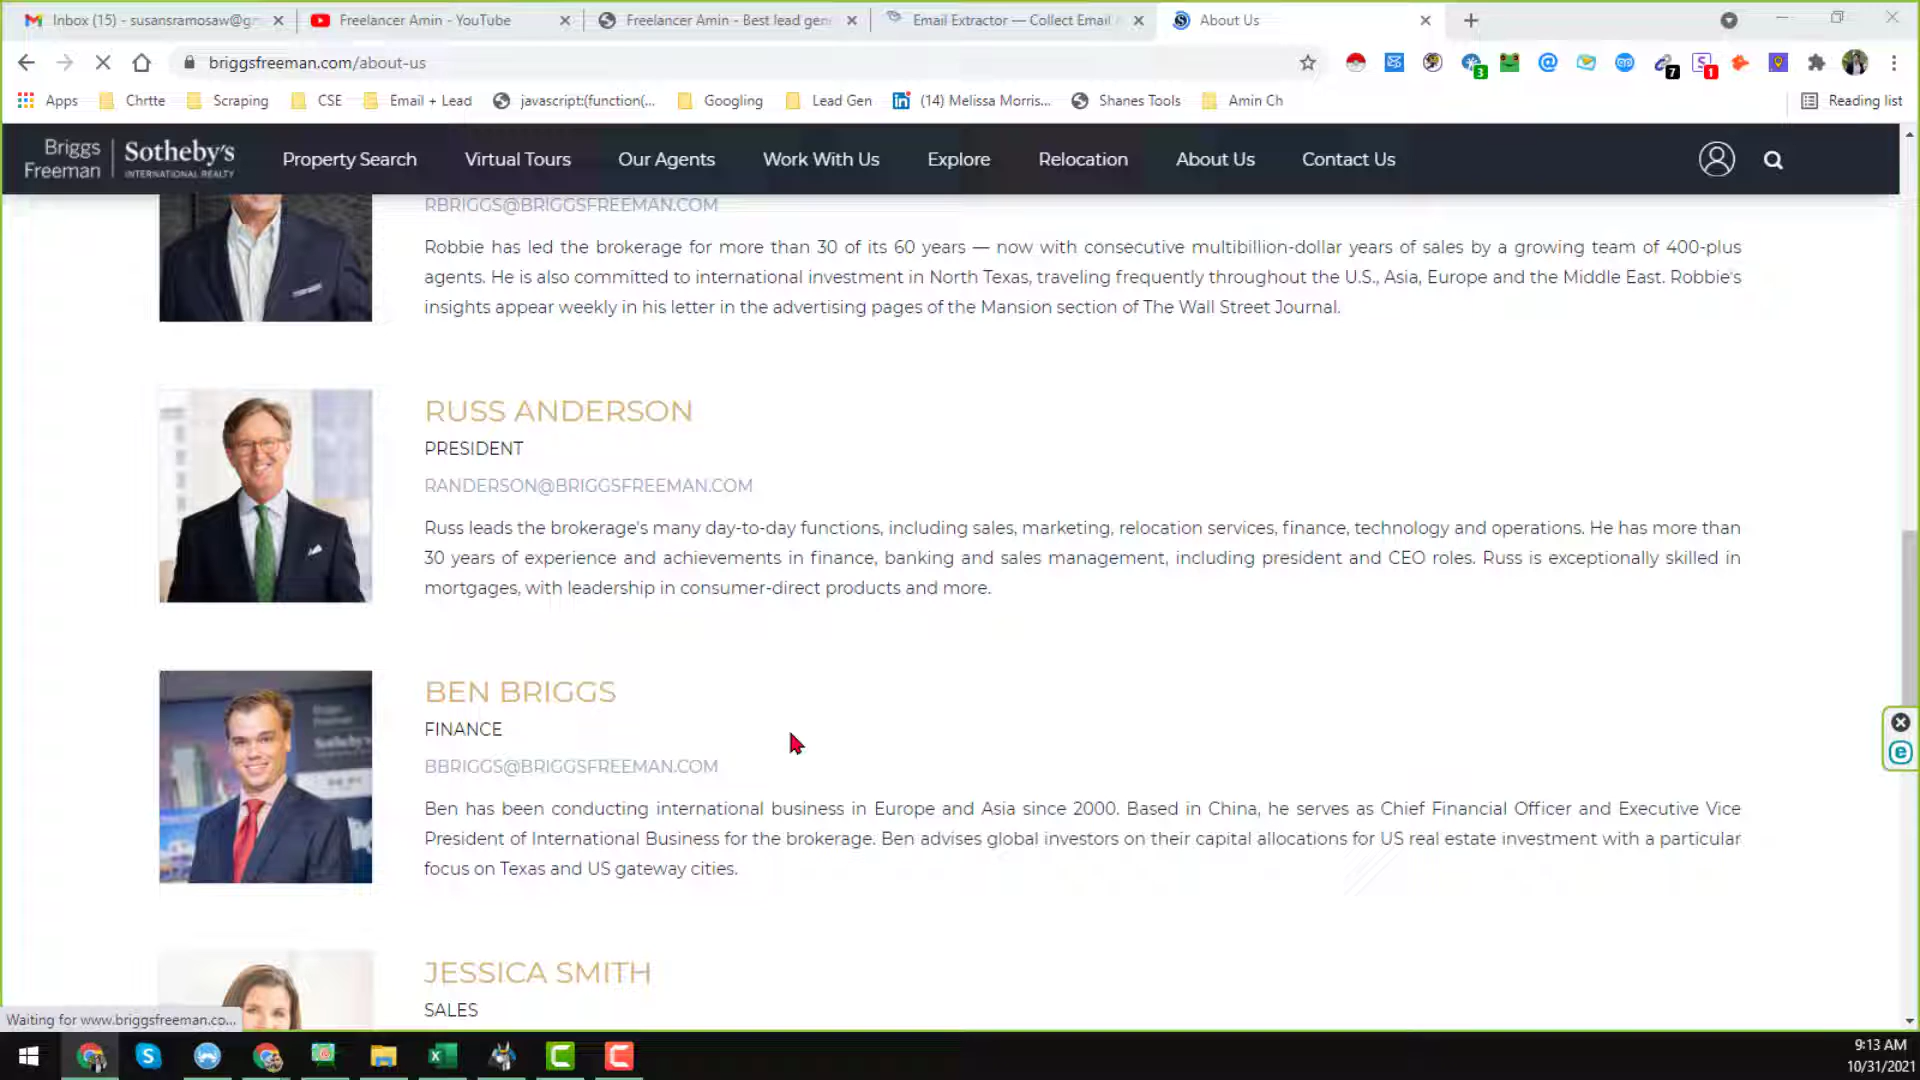 Inbox (15) - susansramosaw@g
Freelancer Amin - YouTube
Freelancer Amin - Best lead gen
Email Extractor — Collect Email
About Us
briggsfreeman.com/about-us
3
7
1
Apps
Chrtte
Scraping
CSE
Email + Lead
javascript:(function(...
Googling
Lead Gen
(14) Melissa Morris...
Shanes Tools
Amin Ch
Reading list
Briggs
Freeman
Sotheby's
INTERNATIONAL REALTY
Property Search
Virtual Tours
Our Agents
Work With Us
Explore
Relocation
About Us
Contact Us
RBRIGGS@BRIGGSFREEMAN.COM
Robbie has led the brokerage for more than 30 of its 60 years — now with consecutive multibillion-dollar years of sales by a growing team of 400-plus
agents. He is also committed to international investment in North Texas, traveling frequently throughout the U.S., Asia, Europe and the Middle East. Robbie's
insights appear weekly in his letter in the advertising pages of the Mansion section of The Wall Street Journal.
RUSS ANDERSON
PRESIDENT
RANDERSON@BRIGGSFREEMAN.COM
Russ leads the brokerage's many day-to-day functions, including sales, marketing, relocation services, finance, technology and operations. He has more than
30 years of experience and achievements in finance, banking and sales management, including president and CEO roles. Russ is exceptionally skilled in
mortgages, with leadership in consumer-direct products and more.
BEN BRIGGS
FINANCE
BBRIGGS@BRIGGSFREEMAN.COM
Ben has been conducting international business in Europe and Asia since 2000. Based in China, he serves as Chief Financial Officer and Executive Vice
President of International Business for the brokerage. Ben advises global investors on their capital allocations for US real estate investment with a particular
focus on Texas and US gateway cities.
JESSICA SMITH
SALES
Waiting for www.briggsfreeman.co...
9:13 AM
10/31/2021